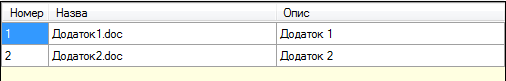 Номер Назва Опис
1 Додаток1.doc Додаток 1
2 Додаток2.doc Додаток 2